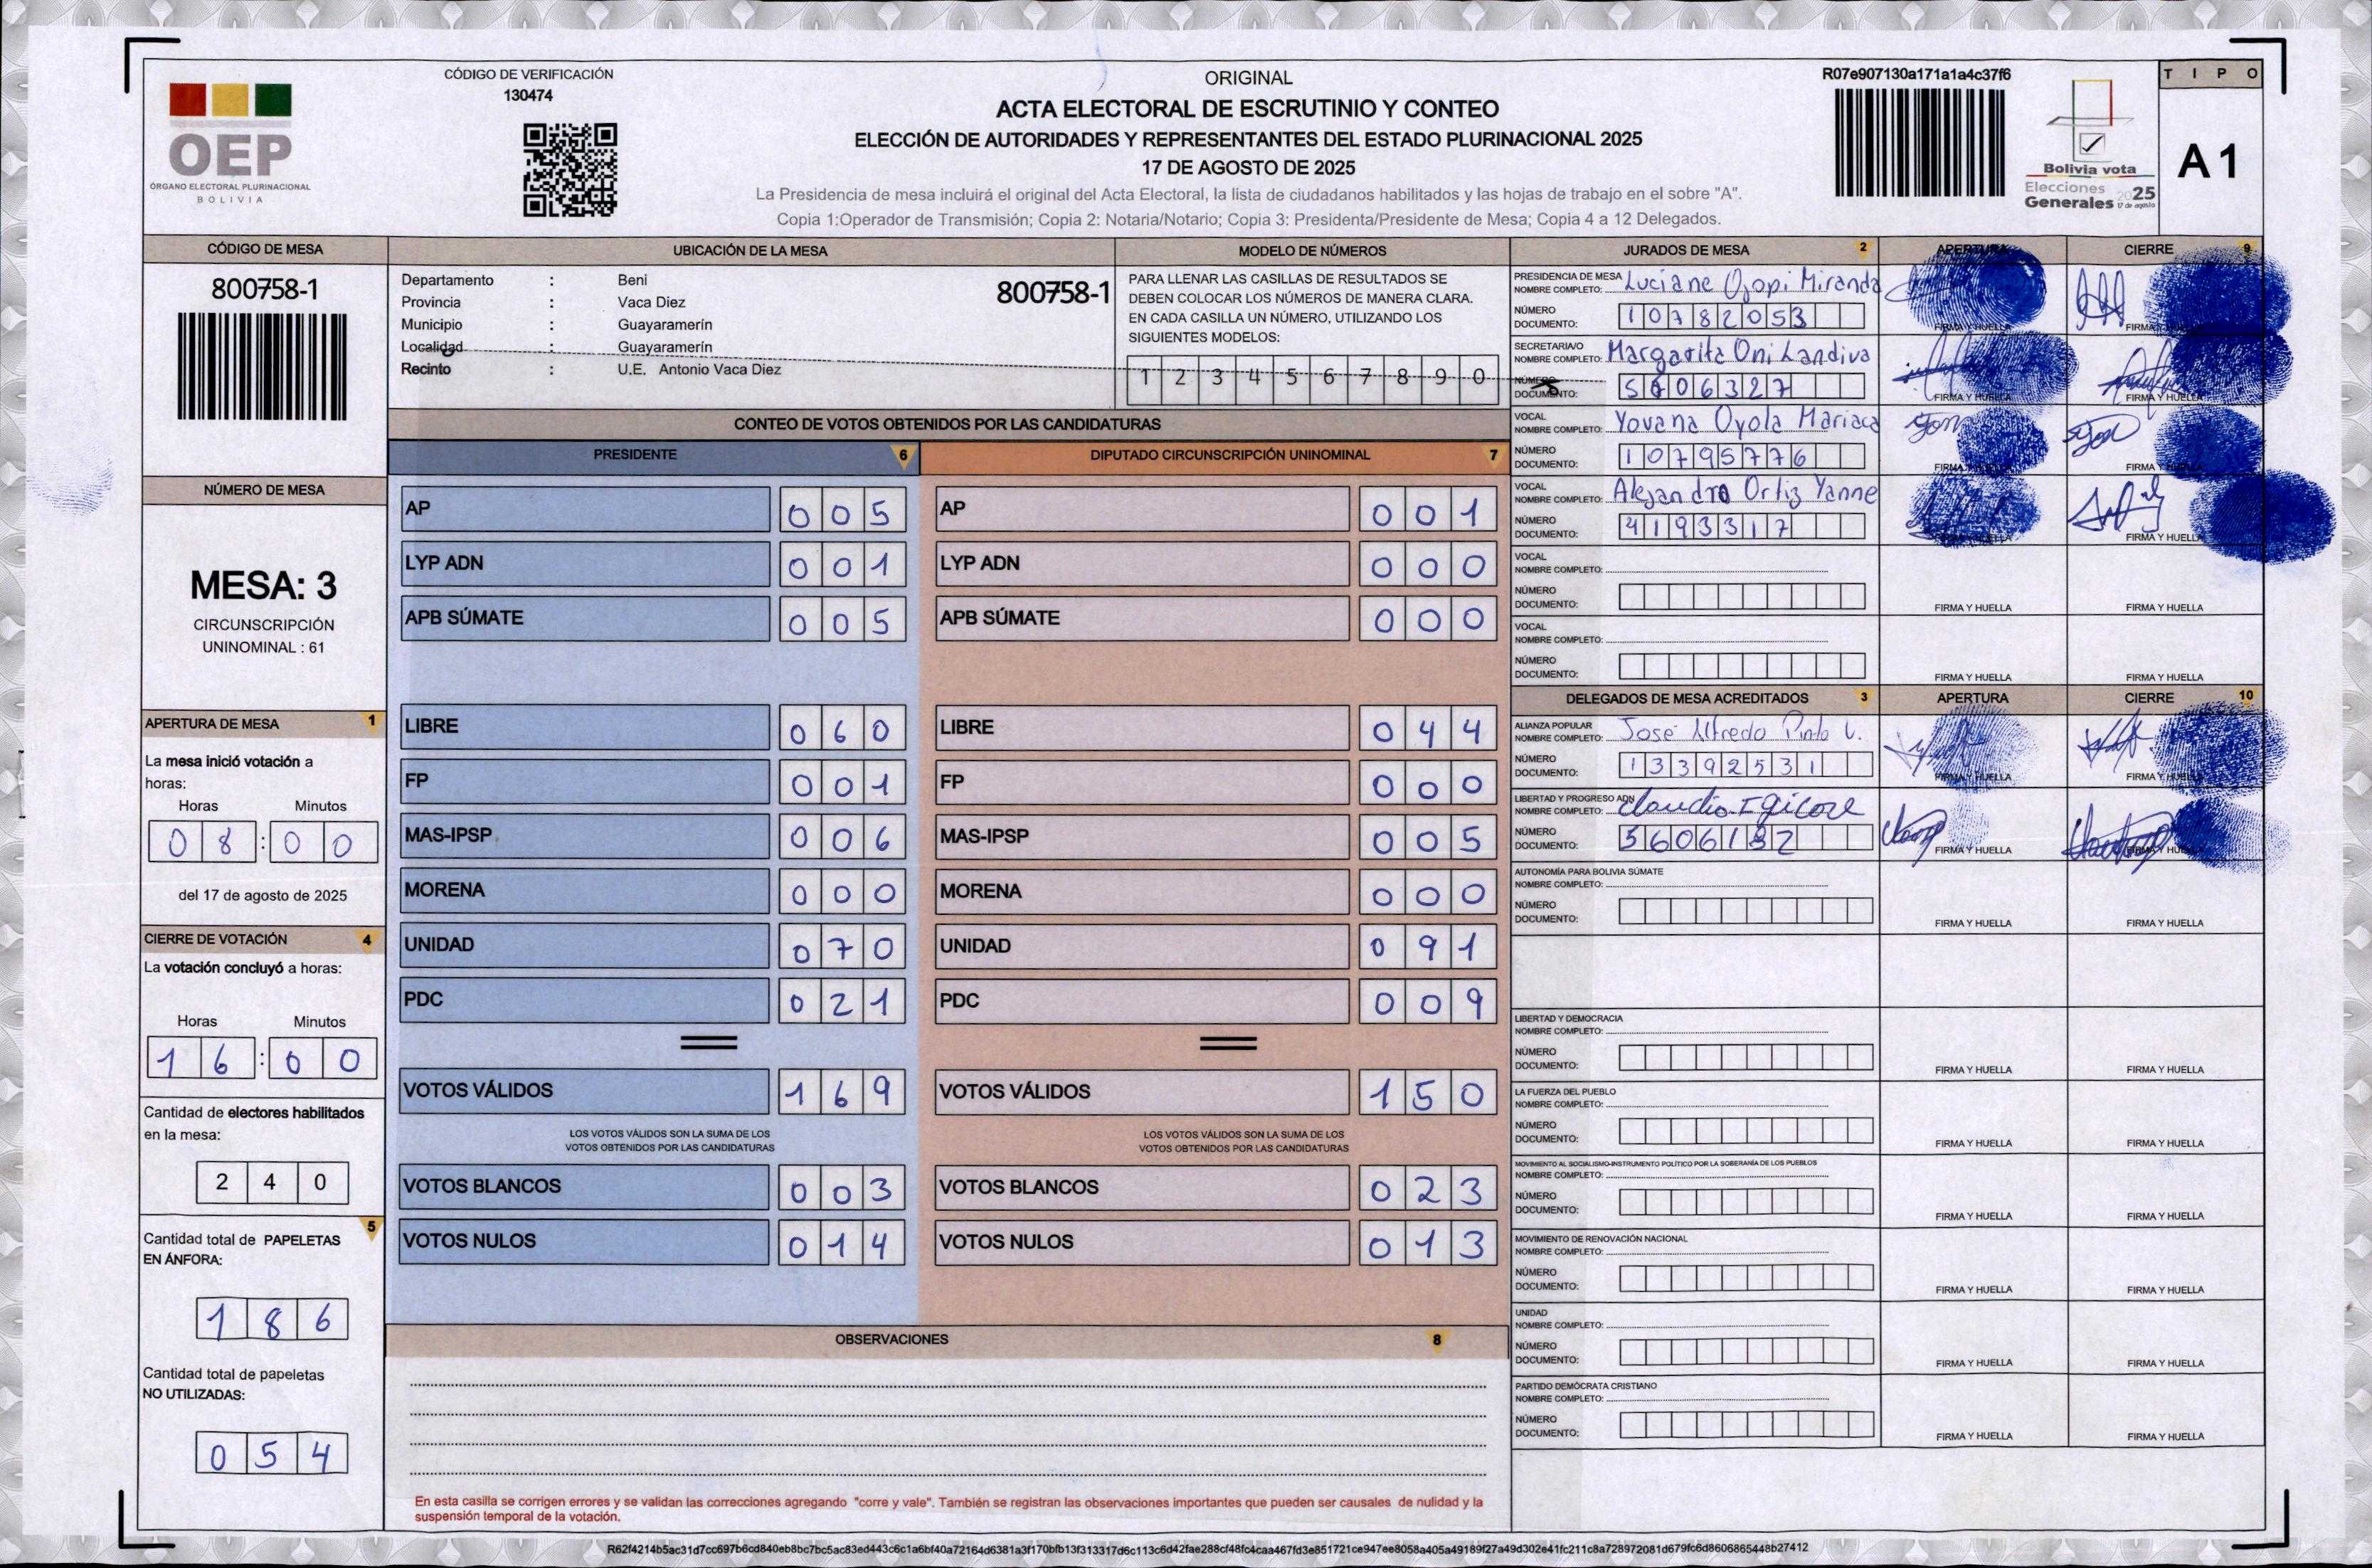 CÓDIGO DE VERIFICACIÓN
130474
OEP
ÓRGANO ELECTORAL PLURINACIONAL
BOLIVIA
ORIGINAL
ACTA ELECTORAL DE ESCRUTINIO Y CONTEO
ELECCIÓN DE AUTORIDADES Y REPRESENTANTES DEL ESTADO PLURINACIONAL 2025
17 DE AGOSTO DE 2025
La Presidencia de mesa incluirá el original del Acta Electoral, la lista de ciudadanos habilitados y las hojas de trabajo en el sobre "A".
Copia 1:Operador de Transmisión; Copia 2: Notaria/Notario; Copia 3: Presidenta/Presidente de Mesa; Copia 4 a 12 Delegados.
R07e907130a171a1a4c37f6
Bolivia vota
Elecciones
Generales 2025
17 de agosto
TIPO
A 1
CÓDIGO DE MESA
800758-1
NÚMERO DE MESA
MESA: 3
CIRCUNSCRIPCIÓN
UNINOMINAL : 61
APERTURA DE MESA 1
La mesa inició votación a
horas:
Horas Minutos
08:00
del 17 de agosto de 2025
CIERRE DE VOTACIÓN 4
La votación concluyó a horas:
Horas Minutos
16:00
Cantidad de electores habilitados
en la mesa:
240
5
Cantidad total de PAPELETAS
EN ÁNFORA:
186
Cantidad total de papeletas
NO UTILIZADAS:
054
UBICACIÓN DE LA MESA
Departamento : Beni 800758-1
Provincia : Vaca Diez
Municipio : Guayaramerín
Localidad : Guayaramerín
Recinto : U.E. Antonio Vaca Diez
MODELO DE NÚMEROS
PARA LLENAR LAS CASILLAS DE RESULTADOS SE
DEBEN COLOCAR LOS NÚMEROS DE MANERA CLARA.
EN CADA CASILLA UN NÚMERO, UTILIZANDO LOS
SIGUIENTES MODELOS:
1 2 3 4 5 6 7 8 9 0
CONTEO DE VOTOS OBTENIDOS POR LAS CANDIDATURAS
PRESIDENTE 6 DIPUTADO CIRCUNSCRIPCIÓN UNINOMINAL 7
AP 005 AP 001
LYP ADN 001 LYP ADN 000
APB SÚMATE 005 APB SÚMATE 000
LIBRE 060 LIBRE 044
FP 001 FP 000
MAS-IPSP 006 MAS-IPSP 005
MORENA 000 MORENA 000
UNIDAD 070 UNIDAD 091
PDC 021 PDC 009
VOTOS VÁLIDOS 169 VOTOS VÁLIDOS 150
LOS VOTOS VÁLIDOS SON LA SUMA DE LOS LOS VOTOS VÁLIDOS SON LA SUMA DE LOS
VOTOS OBTENIDOS POR LAS CANDIDATURAS VOTOS OBTENIDOS POR LAS CANDIDATURAS
VOTOS BLANCOS 003 VOTOS BLANCOS 023
VOTOS NULOS 014 VOTOS NULOS 013
OBSERVACIONES 8
En esta casilla se corrigen errores y se validan las correcciones agregando "corre y vale". También se registran las observaciones importantes que pueden ser causales de nulidad y la
suspensión temporal de la votación.
JURADOS DE MESA 2 APERTURA CIERRE 9
PRESIDENCIA DE MESA
NOMBRE COMPLETO: Luciane Ojopi Miranda
NÚMERO
DOCUMENTO: 10782053
FIRMA Y HUELLA FIRMA
SECRETARIA/O
NOMBRE COMPLETO: Margarita Oni Landiva
NÚMERO
DOCUMENTO: 5606327
FIRMA Y HUELLA FIRMA Y HUELLA
VOCAL
NOMBRE COMPLETO: Yovana Oyola Mariaca
NÚMERO
DOCUMENTO: 10795776
FIRMA Y HUELLA FIRMA Y HUELLA
VOCAL
NOMBRE COMPLETO: Alejandro Ortiz Yanne
NÚMERO
DOCUMENTO: 4193317
FIRMA Y HUELLA FIRMA Y HUELLA
VOCAL
NOMBRE COMPLETO:
NÚMERO
DOCUMENTO:
FIRMA Y HUELLA FIRMA Y HUELLA
VOCAL
NOMBRE COMPLETO:
NÚMERO
DOCUMENTO:
FIRMA Y HUELLA FIRMA Y HUELLA
DELEGADOS DE MESA ACREDITADOS 3 APERTURA CIERRE 10
ALIANZA POPULAR
NOMBRE COMPLETO: José Alfredo Pinto V.
NÚMERO
DOCUMENTO: 13392531
FIRMA Y HUELLA FIRMA Y HUELLA
LIBERTAD Y PROGRESO ADN
NOMBRE COMPLETO: Claudio
NÚMERO
DOCUMENTO: 5606132
FIRMA Y HUELLA FIRMA Y HUELLA
AUTONOMÍA PARA BOLIVIA SÚMATE
NOMBRE COMPLETO:
NÚMERO
DOCUMENTO:
FIRMA Y HUELLA FIRMA Y HUELLA
LIBERTAD Y DEMOCRACIA
NOMBRE COMPLETO:
NÚMERO
DOCUMENTO:
FIRMA Y HUELLA FIRMA Y HUELLA
LA FUERZA DEL PUEBLO
NOMBRE COMPLETO:
NÚMERO
DOCUMENTO:
FIRMA Y HUELLA FIRMA Y HUELLA
MOVIMIENTO AL SOCIALISMO-INSTRUMENTO POLÍTICO POR LA SOBERANÍA DE LOS PUEBLOS
NOMBRE COMPLETO:
NÚMERO
DOCUMENTO:
FIRMA Y HUELLA FIRMA Y HUELLA
MOVIMIENTO DE RENOVACIÓN NACIONAL
NOMBRE COMPLETO:
NÚMERO
DOCUMENTO:
FIRMA Y HUELLA FIRMA Y HUELLA
UNIDAD
NOMBRE COMPLETO:
NÚMERO
DOCUMENTO:
FIRMA Y HUELLA FIRMA Y HUELLA
PARTIDO DEMÓCRATA CRISTIANO
NOMBRE COMPLETO:
NÚMERO
DOCUMENTO:
FIRMA Y HUELLA FIRMA Y HUELLA